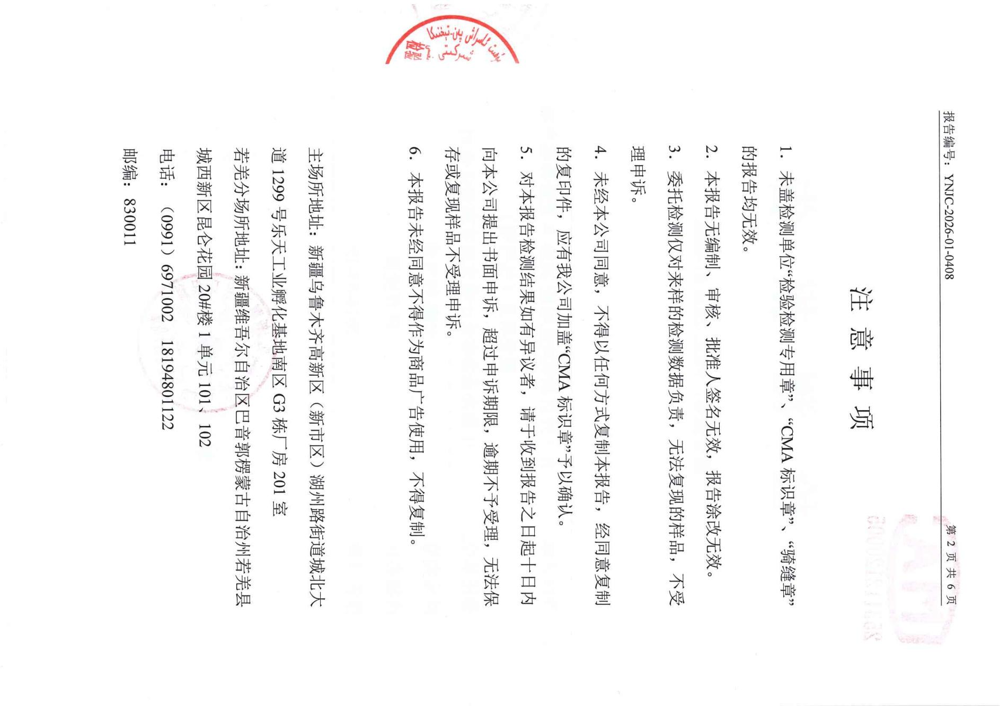 报告编号：YNJC-2026-01-0408
第 2 页 共 6 页
注意事项
1. 未盖检测单位“检验检测专用章”、“CMA 标识章”、“骑缝章”
的报告均无效。
2. 本报告无编制、审核、批准人签名无效，报告涂改无效。
3. 委托检测仅对来样的检测数据负责，无法复现的样品，不受
理申诉。
4. 未经本公司同意，不得以任何方式复制本报告，经同意复制
的复印件，应有我公司加盖“CMA 标识章”予以确认。
5. 对本报告检测结果如有异议者，请于收到报告之日起十日内
向本公司提出书面申诉，超过申诉期限，逾期不予受理，无法保
存或复现样品不受理申诉。
6. 本报告未经同意不得作为商品广告使用，不得复制。
主场所地址：新疆乌鲁木齐高新区（新市区）湖州路街道城北大
道 1299 号乐天工业孵化基地南区 G3 栋厂房 201 室
若羌分场所地址：新疆维吾尔自治区巴音郭楞蒙古自治州若羌县
城西新区昆仑花园 20#楼 1 单元 101、102
电话：（0991）6971002 18194801122
邮编：830011
شىركىتى
检验